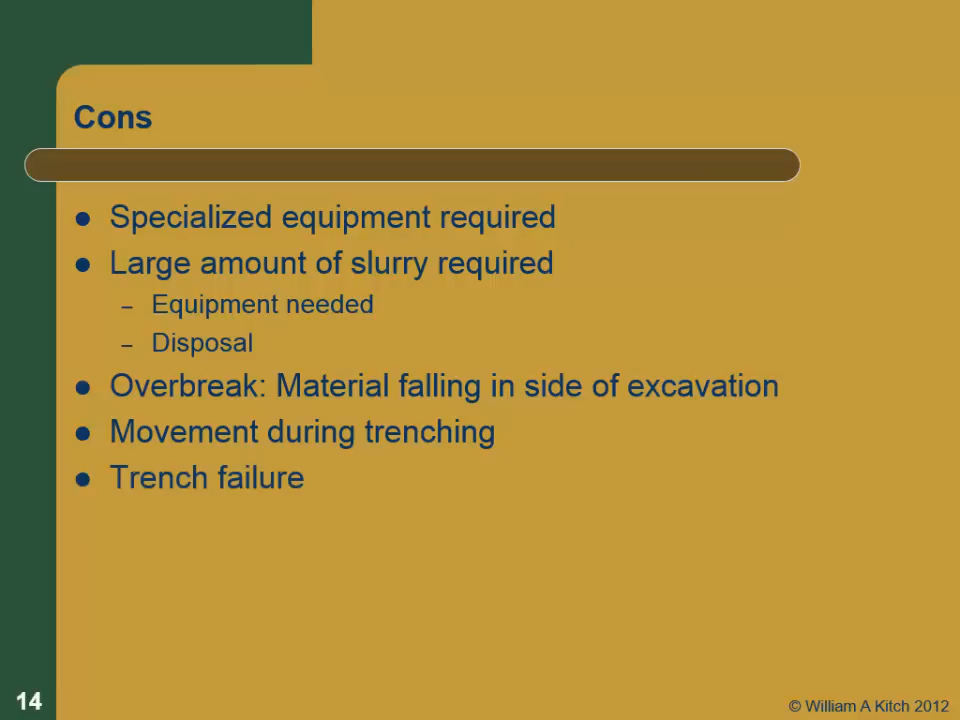 Cons
● Specialized equipment required
● Large amount of slurry required
– Equipment needed
– Disposal
● Overbreak: Material falling in side of excavation
● Movement during trenching
● Trench failure
14
© William A Kitch 2012